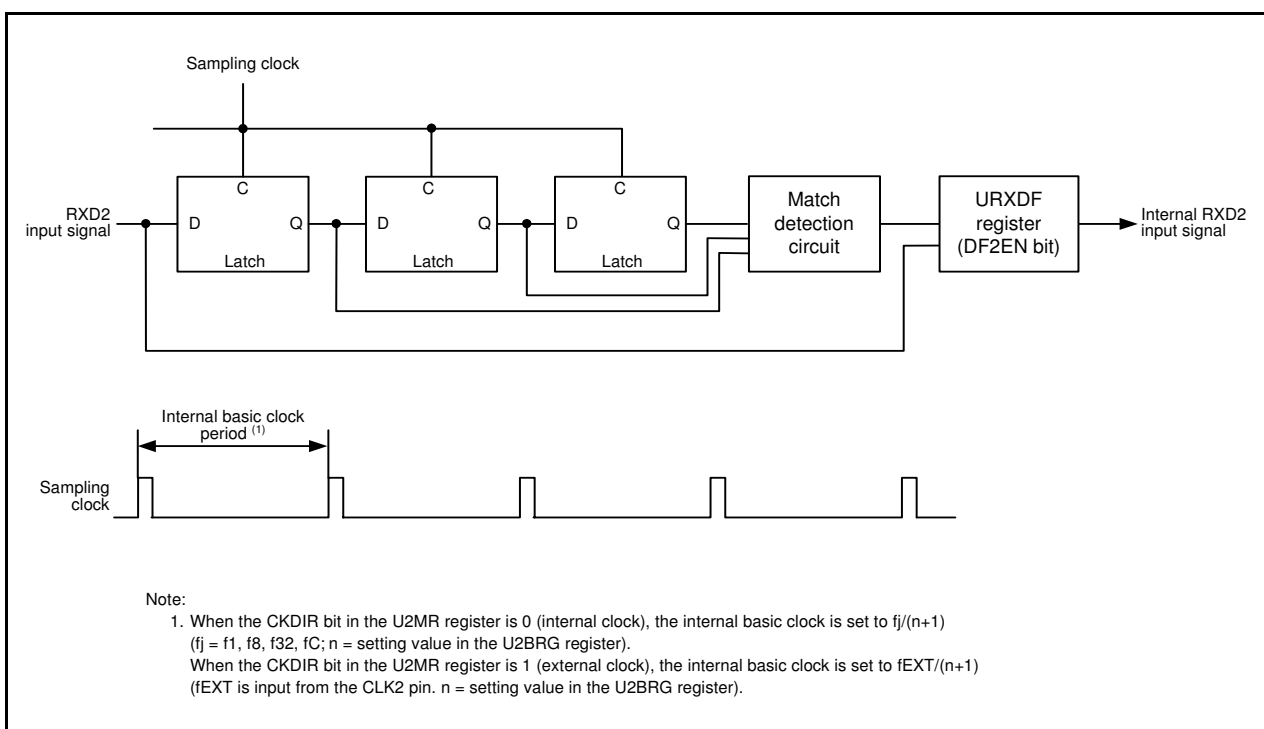 Sampling clock
RXD2
input signal
D
C
Q
Latch
D
C
Q
Latch
D
C
Q
Latch
Match
detection
circuit
URXDF
register
(DF2EN bit)
Internal RXD2
input signal
Internal basic clock
period (1)
Sampling
clock
Note:
1. When the CKDIR bit in the U2MR register is 0 (internal clock), the internal basic clock is set to fj/(n+1)
(fj = f1, f8, f32, fC; n = setting value in the U2BRG register).
When the CKDIR bit in the U2MR register is 1 (external clock), the internal basic clock is set to fEXT/(n+1)
(fEXT is input from the CLK2 pin. n = setting value in the U2BRG register).